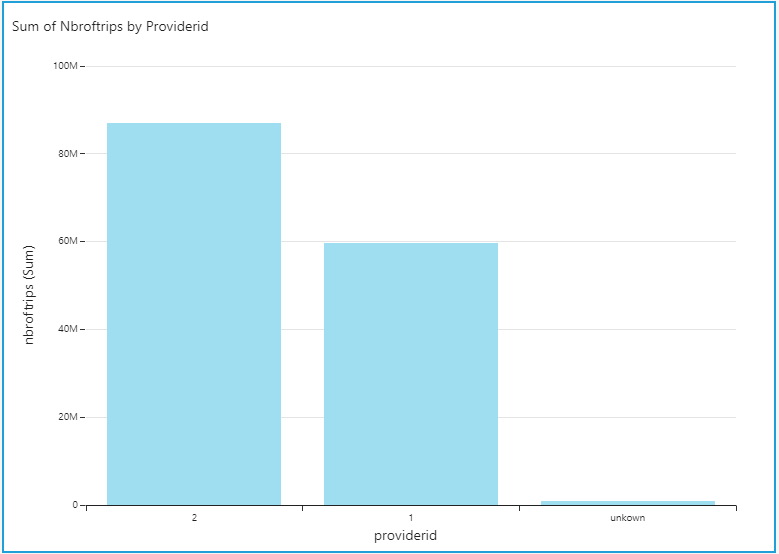 Sum of Nbroftrips by Providerid
100M
80M
60M
40M
20M
0
nbroftrips (Sum)
2
1
unkown
providerid